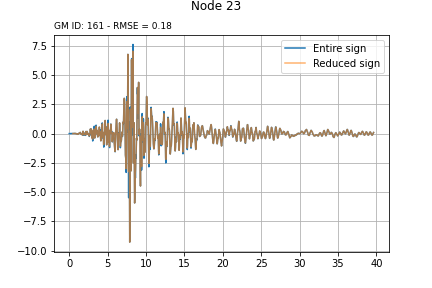 Node 23
GM ID: 161 - RMSE = 0.18
Entire sign
Reduced sign
7.5
5.0
2.5
0.0
−2.5
−5.0
−7.5
−10.0
0 5 10 15 20 25 30 35 40